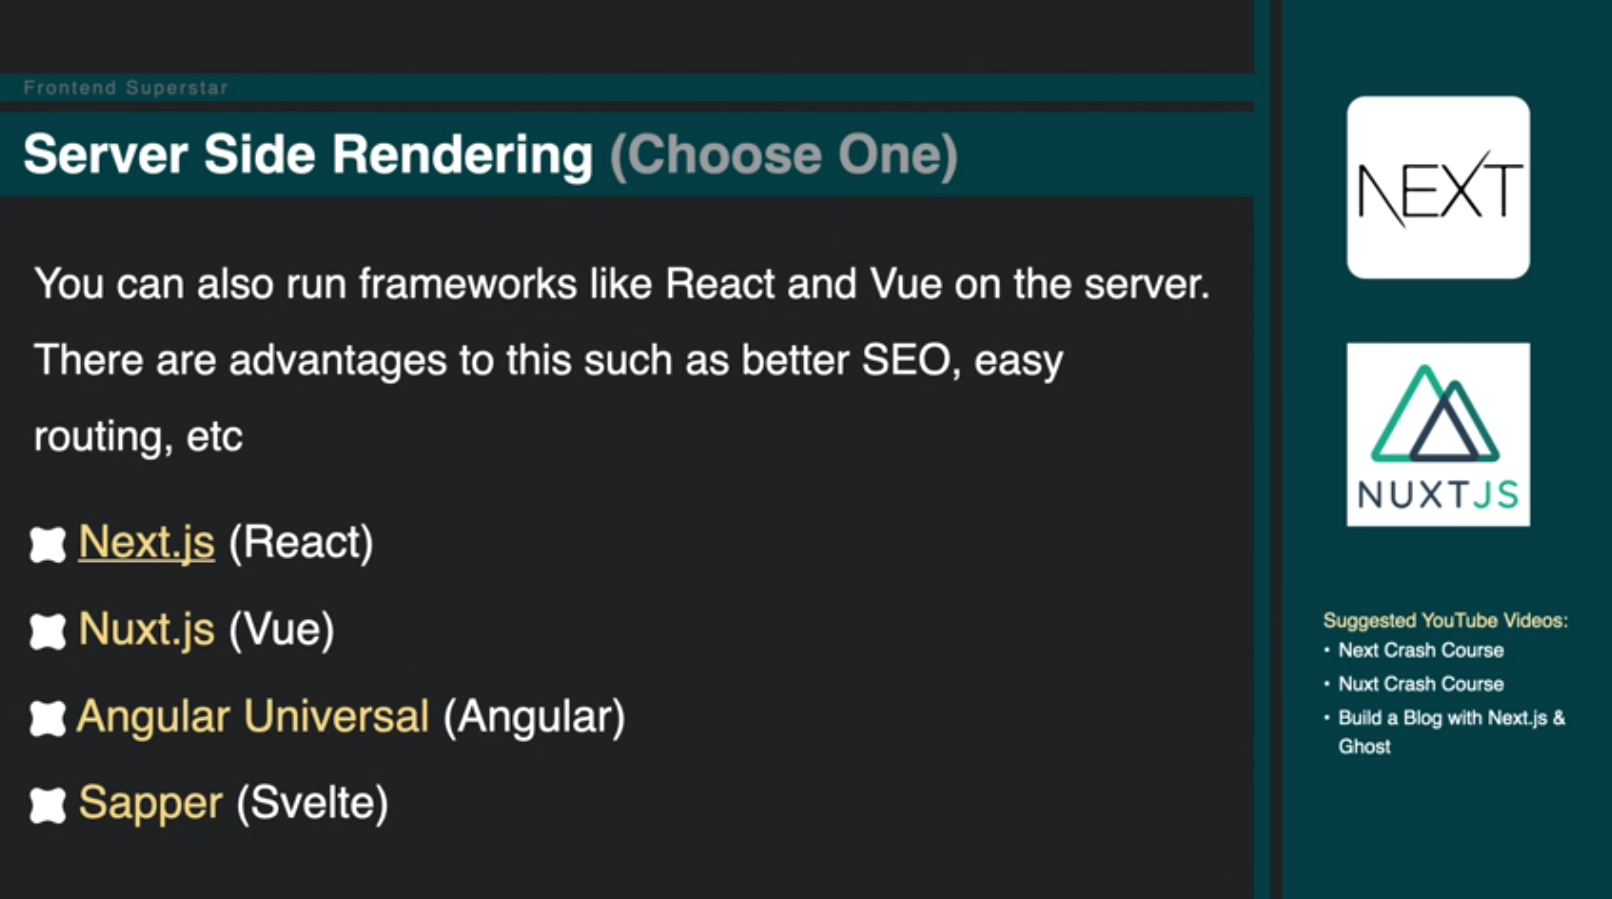 Frontend Superstar
Server Side Rendering (Choose One)
You can also run frameworks like React and Vue on the server.
There are advantages to this such as better SEO, easy
routing, etc
Next.js (React)
Nuxt.js (Vue)
Angular Universal (Angular)
Sapper (Svelte)
NEXT
NUXTJS
Suggested YouTube Videos:
• Next Crash Course
• Nuxt Crash Course
• Build a Blog with Next.js &
Ghost